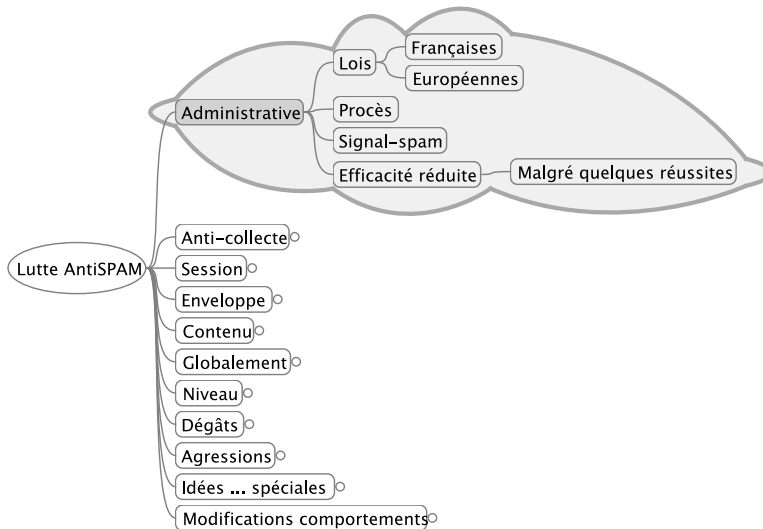 Lutte AntiSPAM
Administrative
Lois
Françaises
Européennes
Procès
Signal-spam
Efficacité réduite
Malgré quelques réussites
Anti-collecte
Session
Enveloppe
Contenu
Globalement
Niveau
Dégâts
Agressions
Idées ... spéciales
Modifications comportements